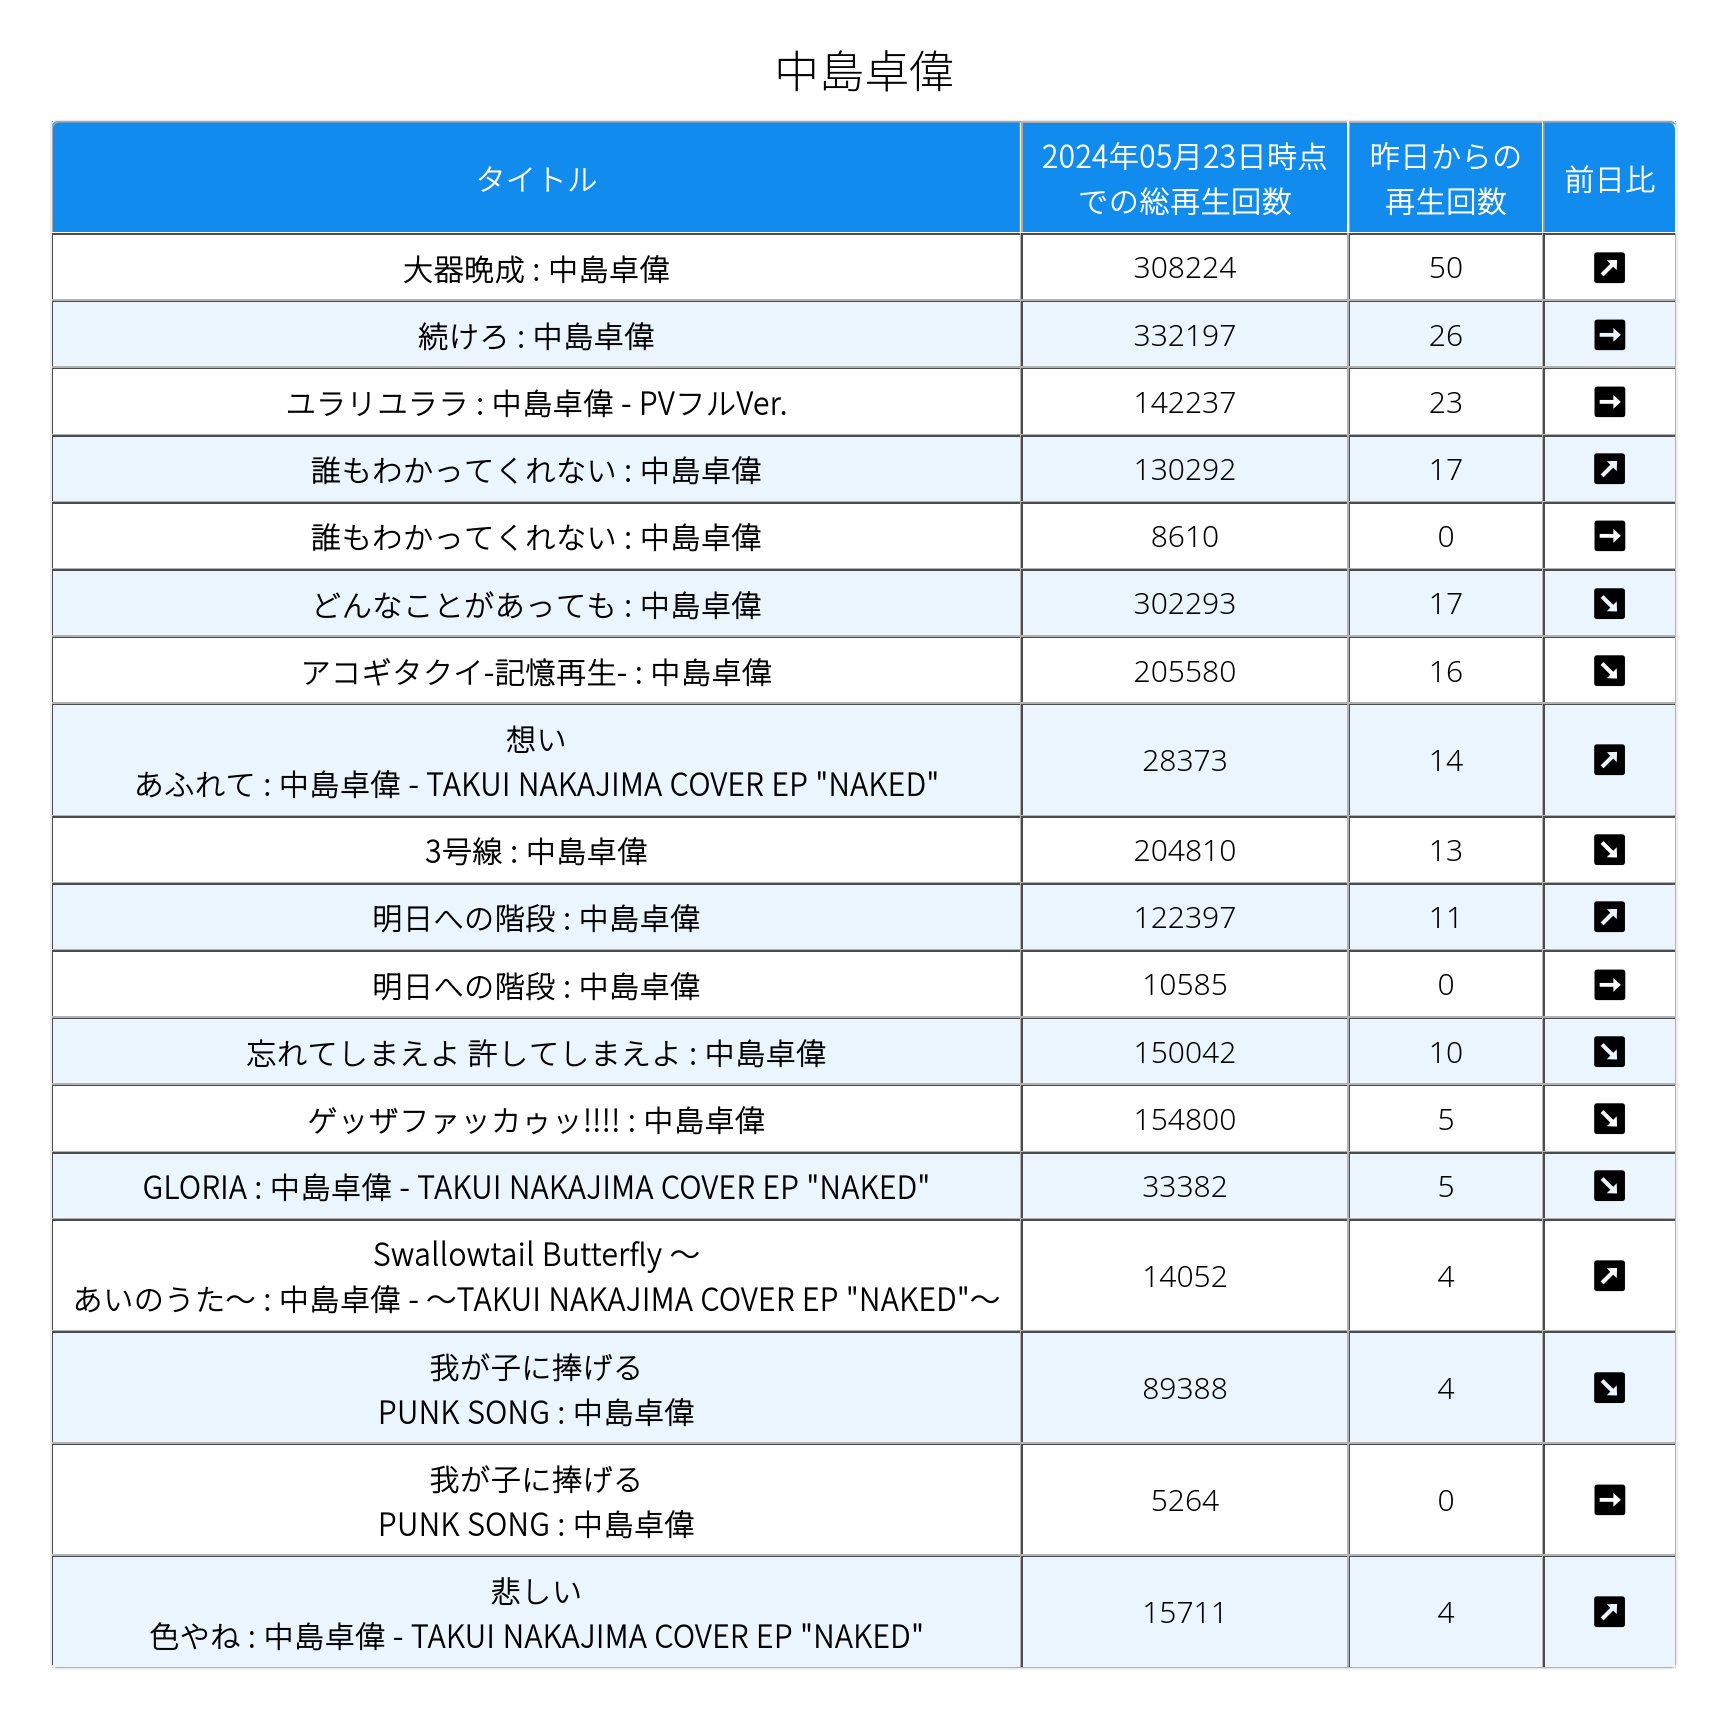 中島卓偉
タイトル
2024年05月23日時点
での総再生回数
昨日からの
再生回数
前日比
大器晩成 : 中島卓偉
308224
50
続けろ : 中島卓偉
332197
26
ユラリユララ : 中島卓偉 - PVフルVer.
142237
23
誰もわかってくれない : 中島卓偉
130292
17
誰もわかってくれない : 中島卓偉
8610
0
どんなことがあっても : 中島卓偉
302293
17
アコギタクイ-記憶再生- : 中島卓偉
205580
16
想い
あふれて : 中島卓偉 - TAKUI NAKAJIMA COVER EP "NAKED"
28373
14
3号線 : 中島卓偉
204810
13
明日への階段 : 中島卓偉
122397
11
明日への階段 : 中島卓偉
10585
0
忘れてしまえよ 許してしまえよ : 中島卓偉
150042
10
ゲッザファッカゥッ!!!! : 中島卓偉
154800
5
GLORIA : 中島卓偉 - TAKUI NAKAJIMA COVER EP "NAKED"
33382
5
Swallowtail Butterfly 〜
あいのうた〜 : 中島卓偉 - 〜TAKUI NAKAJIMA COVER EP "NAKED"〜
14052
4
我が子に捧げる
PUNK SONG : 中島卓偉
89388
4
我が子に捧げる
PUNK SONG : 中島卓偉
5264
0
悲しい
色やね : 中島卓偉 - TAKUI NAKAJIMA COVER EP "NAKED"
15711
4